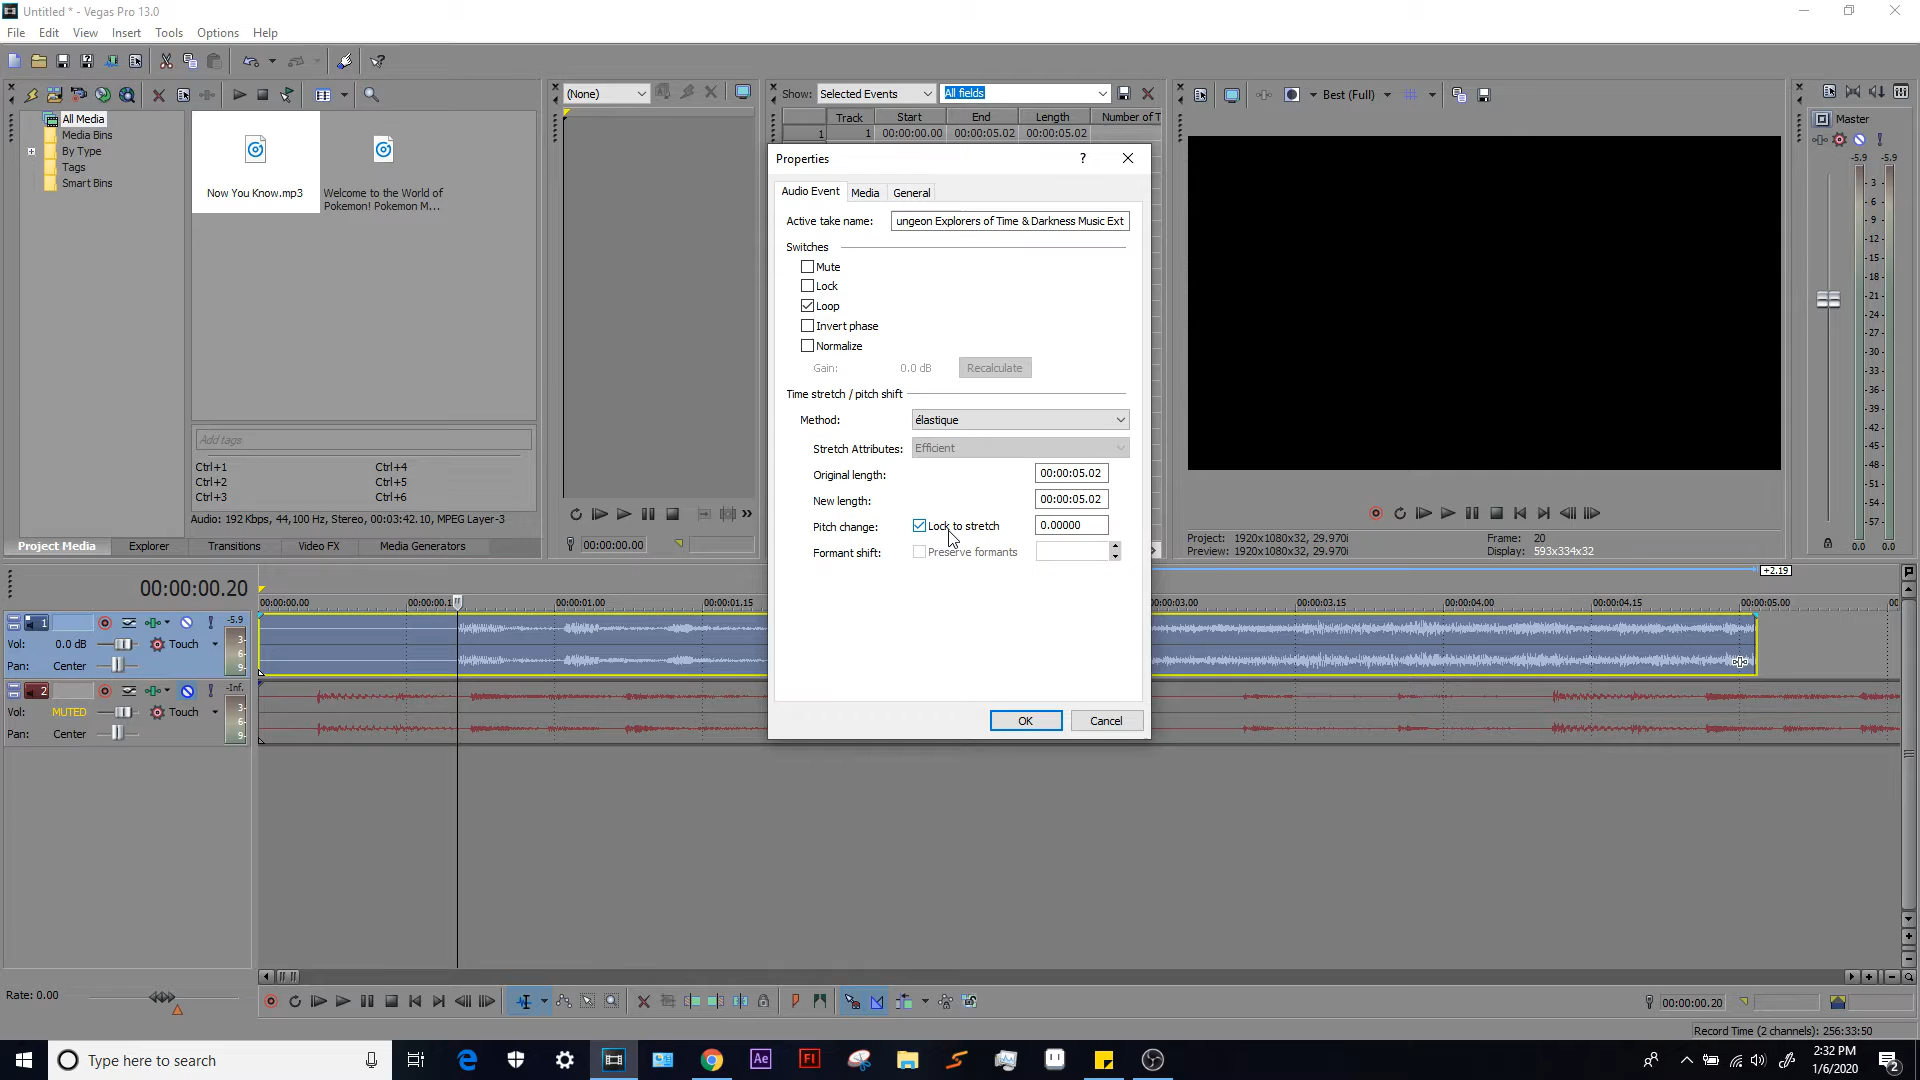 Untitled * - Vegas Pro 13.0
File Edit View Insert Tools Options Help
(None)
Show: Selected Events All fields
Best (Full)
All Media
Media Bins
By Type
Tags
Smart Bins
Now You Know.mp3
Welcome to the World of
Pokemon! Pokemon M...
Track Start End Length Number of T
1 1 00:00:00.00 00:00:05.02 00:00:05.02
Master
-5.9 -5.9
- 3 -
- 6 -
- 9 -
-12-
-15-
-18-
-21-
-24-
-27-
-30-
-33-
-36-
-39-
-42-
-45-
-48-
-51-
-54-
-57-
0.0 0.0
Properties
?
Audio Event Media General
Active take name: ungeon Explorers of Time & Darkness Music Ext
Switches
Mute
Lock
Loop
Invert phase
Normalize
Gain: 0.0 dB Recalculate
Time stretch / pitch shift
Method: élastique
Stretch Attributes: Efficient
Original length: 00:00:05.02
New length: 00:00:05.02
Pitch change: Lock to stretch 0.00000
Formant shift: Preserve formants
OK Cancel
Add tags
Ctrl+1 Ctrl+4
Ctrl+2 Ctrl+5
Ctrl+3 Ctrl+6
Audio: 192 Kbps, 44,100 Hz, Stereo, 00:03:42.10, MPEG Layer-3
Project Media Explorer Transitions Video FX Media Generators
00:00:00.00
Project: 1920x1080x32, 29.970i Frame: 20
Preview: 1920x1080x32, 29.970i Display: 593x334x32
+2.19
00:00:00.20
00:00:00.00 00:00:00.1 00:00:01.00 00:00:01.15 00:00:03.00 00:00:03.15 00:00:04.00 00:00:04.15 00:00:05.00 00
1 -5.9
Vol: 0.0 dB Touch 3-
6-
Pan: Center 9-
2 -Inf.
Vol: MUTED Touch 3-
6-
Pan: Center 9-
Rate: 0.00
00:00:00.20
Record Time (2 channels): 256:33:50
Type here to search
Ae
Fl
2:32 PM
1/6/2020
2